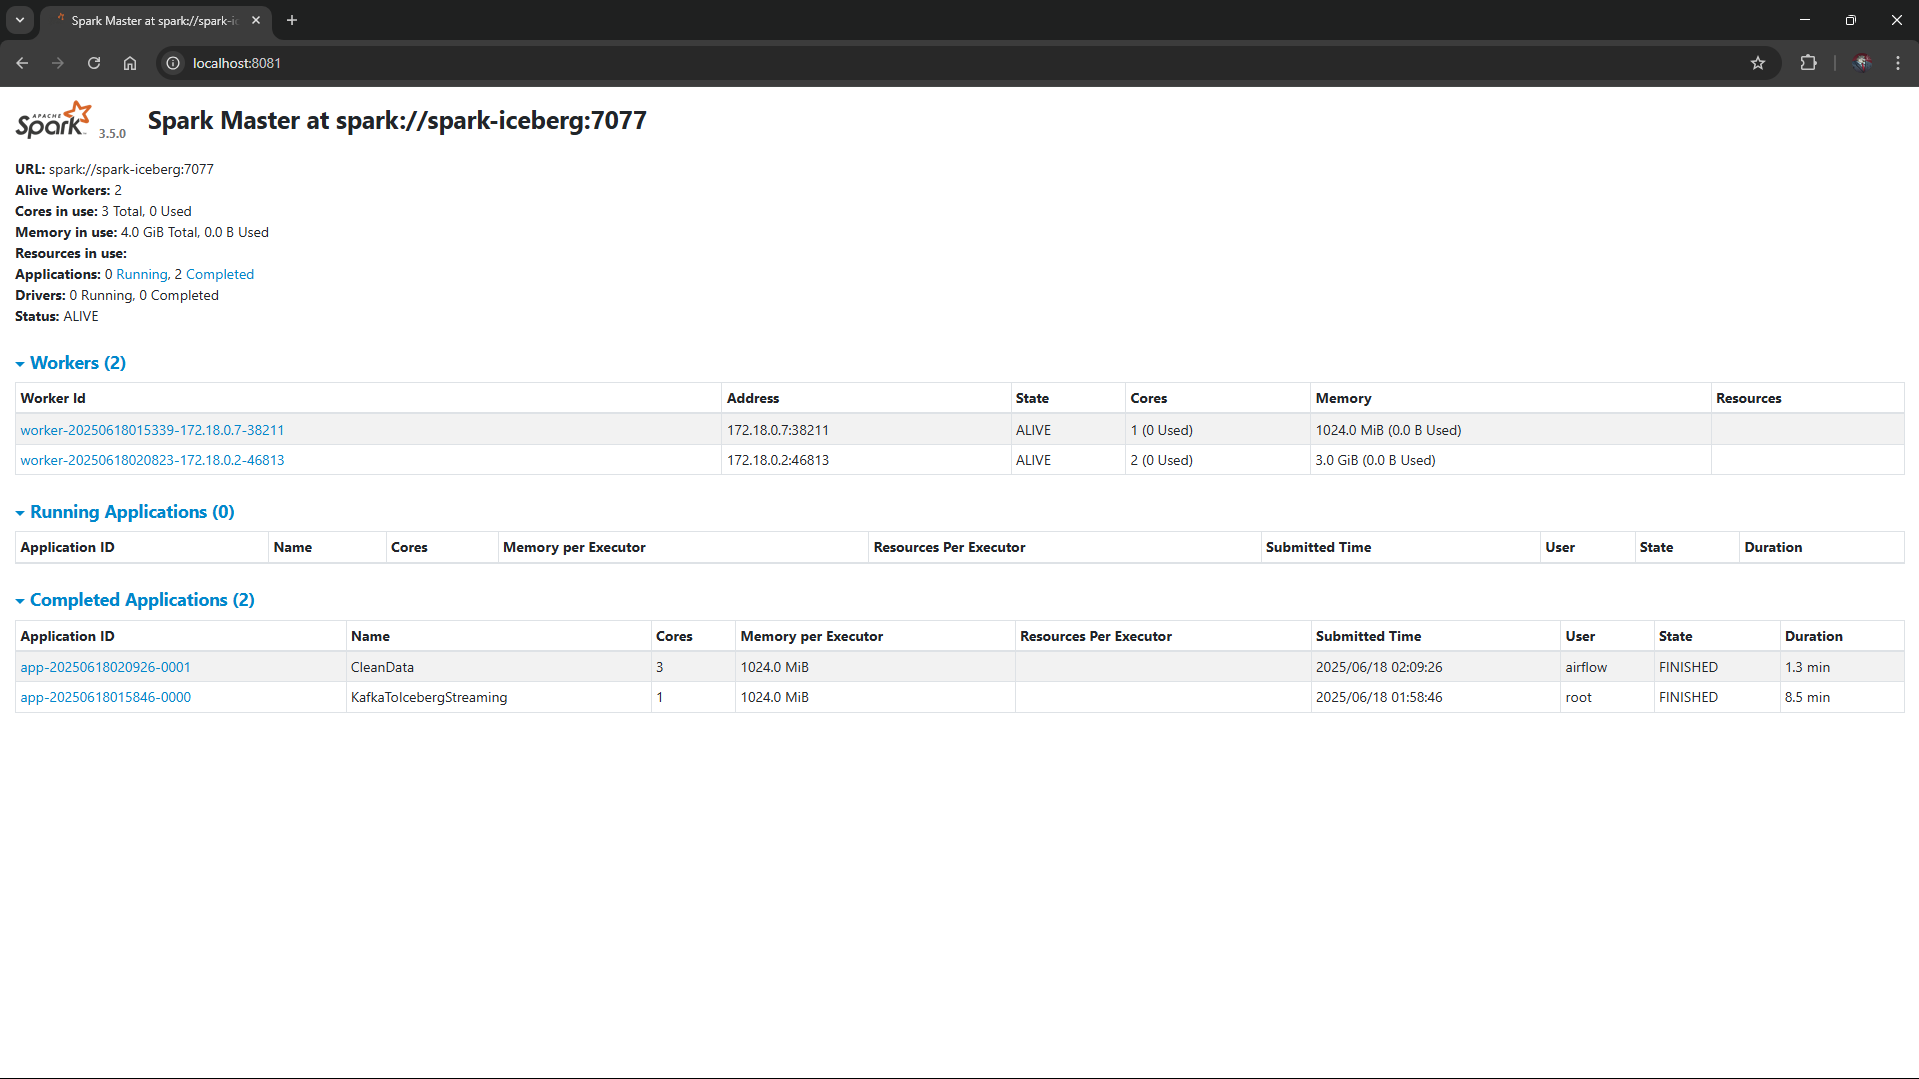 Spark Master at spark://spark-ic
localhost:8081
APACHE
Spark 3.5.0
Spark Master at spark://spark-iceberg:7077
URL: spark://spark-iceberg:7077
Alive Workers: 2
Cores in use: 3 Total, 0 Used
Memory in use: 4.0 GiB Total, 0.0 B Used
Resources in use:
Applications: 0 Running, 2 Completed
Drivers: 0 Running, 0 Completed
Status: ALIVE
Workers (2)
Worker Id Address State Cores Memory Resources
worker-20250618015339-172.18.0.7-38211 172.18.0.7:38211 ALIVE 1 (0 Used) 1024.0 MiB (0.0 B Used)
worker-20250618020823-172.18.0.2-46813 172.18.0.2:46813 ALIVE 2 (0 Used) 3.0 GiB (0.0 B Used)
Running Applications (0)
Application ID Name Cores Memory per Executor Resources Per Executor Submitted Time User State Duration
Completed Applications (2)
Application ID Name Cores Memory per Executor Resources Per Executor Submitted Time User State Duration
app-20250618020926-0001 CleanData 3 1024.0 MiB 2025/06/18 02:09:26 airflow FINISHED 1.3 min
app-20250618015846-0000 KafkaToIcebergStreaming 1 1024.0 MiB 2025/06/18 01:58:46 root FINISHED 8.5 min